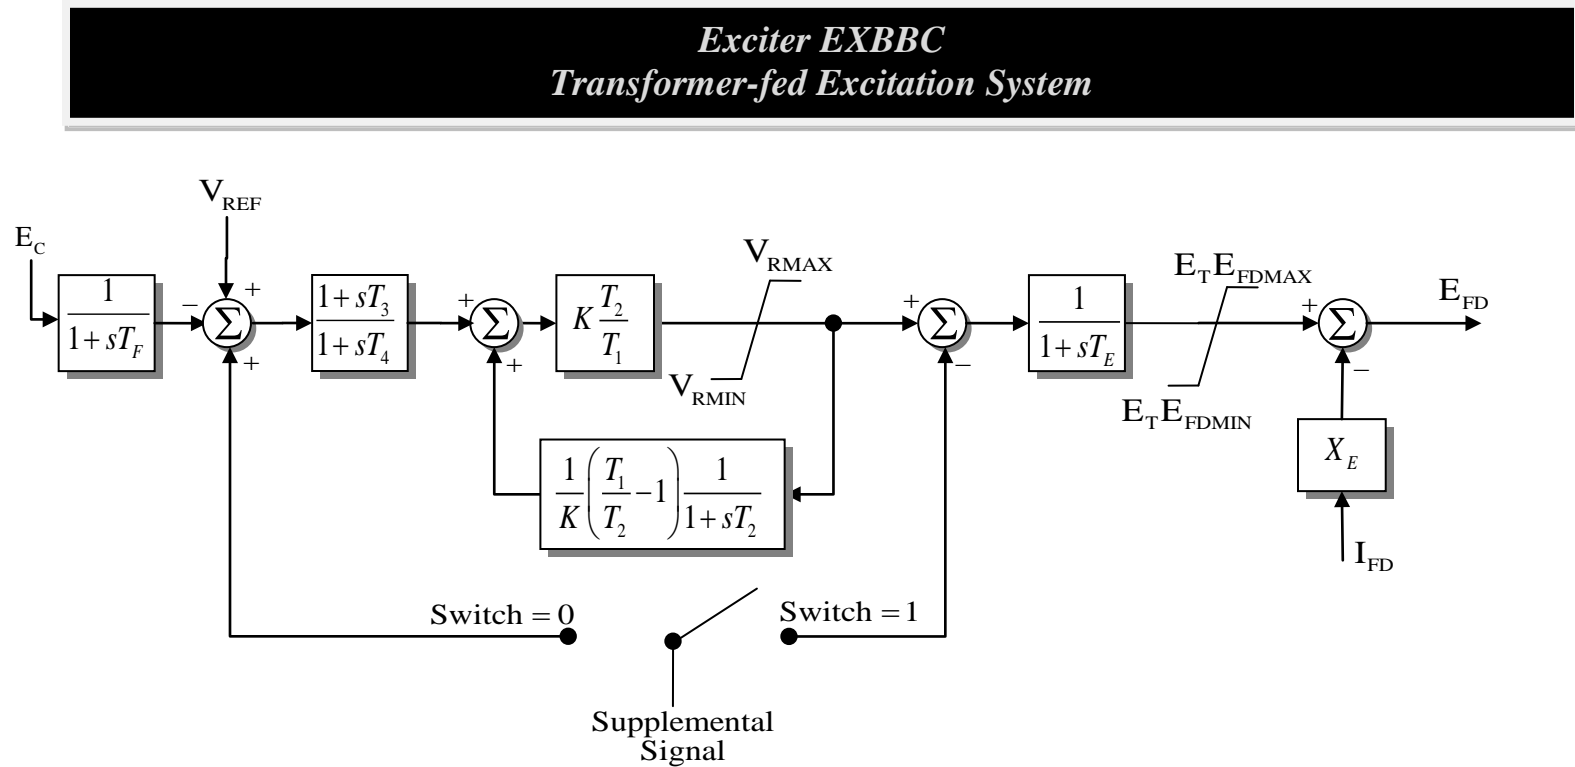 Exciter EXBBC
Transformer-fed Excitation System
V_REF
E_C
1 / (1 + sT_F)
−
+
Σ
+
(1 + sT_3) / (1 + sT_4)
+
Σ
+
K T_2 / T_1
V_RMAX
V_RMIN
+
Σ
−
1 / (1 + sT_E)
E_T E_FDMAX
E_T E_FDMIN
+
Σ
−
E_FD
X_E
I_FD
1/K (T_1/T_2 − 1) 1 / (1 + sT_2)
Switch = 0
Switch = 1
Supplemental
Signal